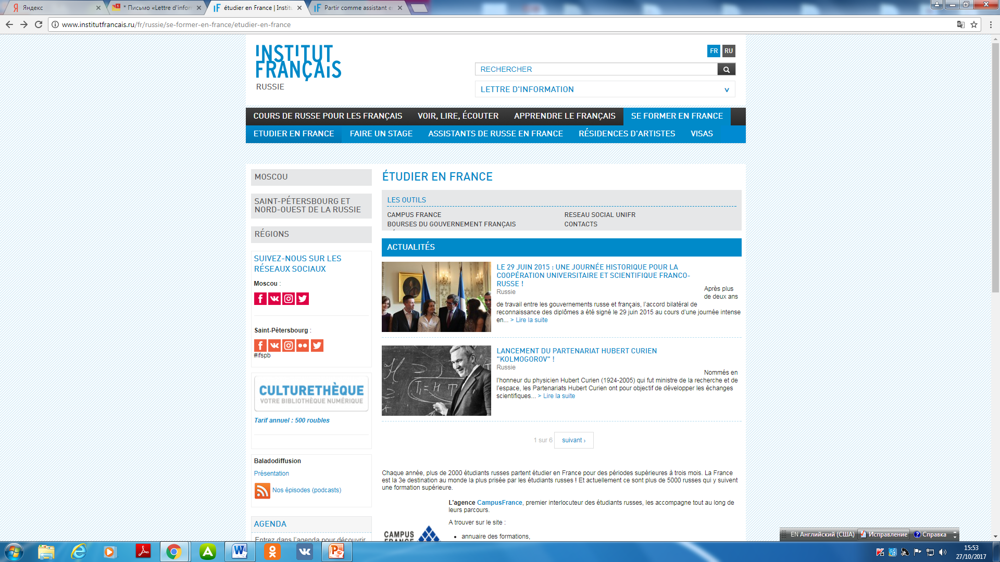 Яндекс
* Письмо «Lettre d'infor
étudier en France | Institu
Partir comme assistant e
www.institutfrancais.ru/fr/russie/se-former-en-france/etudier-en-france
INSTITUT
FRANÇAIS
RUSSIE
FR RU
RECHERCHER
LETTRE D'INFORMATION
COURS DE RUSSE POUR LES FRANÇAIS VOIR, LIRE, ÉCOUTER APPRENDRE LE FRANÇAIS SE FORMER EN FRANCE
ETUDIER EN FRANCE FAIRE UN STAGE ASSISTANTS DE RUSSE EN FRANCE RÉSIDENCES D'ARTISTES VISAS
MOSCOU
SAINT-PÉTERSBOURG ET
NORD-OUEST DE LA RUSSIE
RÉGIONS
SUIVEZ-NOUS SUR LES
RÉSEAUX SOCIAUX
Moscou :
Saint-Pétersbourg :
#ifspb
CULTURETHÈQUE
VOTRE BIBLIOTHÈQUE NUMÉRIQUE
Tarif annuel : 500 roubles
Baladodiffusion
Présentation
Nos épisodes (podcasts)
AGENDA
Entrez dans l'agenda pour découvrir
ÉTUDIER EN FRANCE
LES OUTILS
CAMPUS FRANCE
BOURSES DU GOUVERNEMENT FRANÇAIS
RESEAU SOCIAL UNIFR
CONTACTS
ACTUALITÉS
LE 29 JUIN 2015 : UNE JOURNÉE HISTORIQUE POUR LA
COOPÉRATION UNIVERSITAIRE ET SCIENTIFIQUE FRANCO-
RUSSE !
Russie
Après plus
de deux ans
de travail entre les gouvernements russe et français, l'accord bilatéral de
reconnaissance des diplômes a été signé le 29 juin 2015 au cours d'une journée intense
en... > Lire la suite
LANCEMENT DU PARTENARIAT HUBERT CURIEN
"KOLMOGOROV" !
Russie
Nommés en
l'honneur du physicien Hubert Curien (1924-2005) qui fut ministre de la recherche et de
l'espace, les Partenariats Hubert Curien ont pour objectif de développer les échanges
scientifiques... > Lire la suite
1 sur 6 suivant ›
Chaque année, plus de 2000 étudiants russes partent étudier en France pour des périodes supérieures à trois mois. La France
est la 3e destination au monde la plus prisée par les étudiants russes ! Et actuellement ce sont plus de 5000 russes qui y suivent
une formation supérieure.
L'agence CampusFrance, premier interlocuteur des étudiants russes, les accompagne tout au long de
leurs parcours.
A trouver sur le site :
• annuaire des formations,
CAMPUS
FRANCE
EN Английский (США) Исправление Справка
15:53
27/10/2017